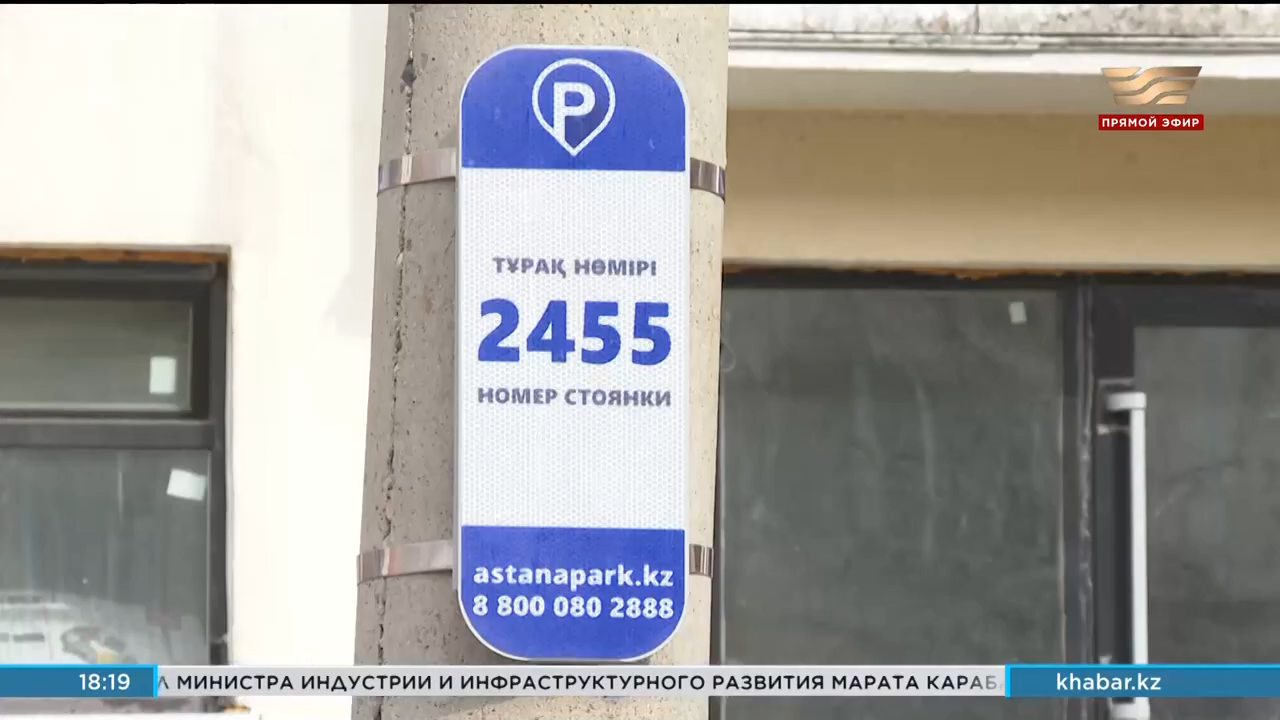 P
ПРЯМОЙ ЭФИР
ТҰРАҚ НӨМІРІ
2455
НОМЕР СТОЯНКИ
astanapark.kz
8 800 080 2888
18:19
МИНИСТРА ИНДУСТРИИ И ИНФРАСТРУКТУРНОГО РАЗВИТИЯ МАРАТА
khabar.kz